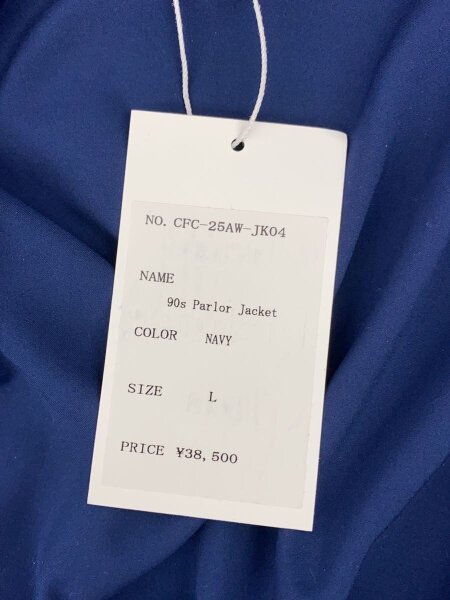 NO. CFC-25AW-JK04
NAME
90s Parlor Jacket
COLOR NAVY
SIZE L
PRICE ¥38,500